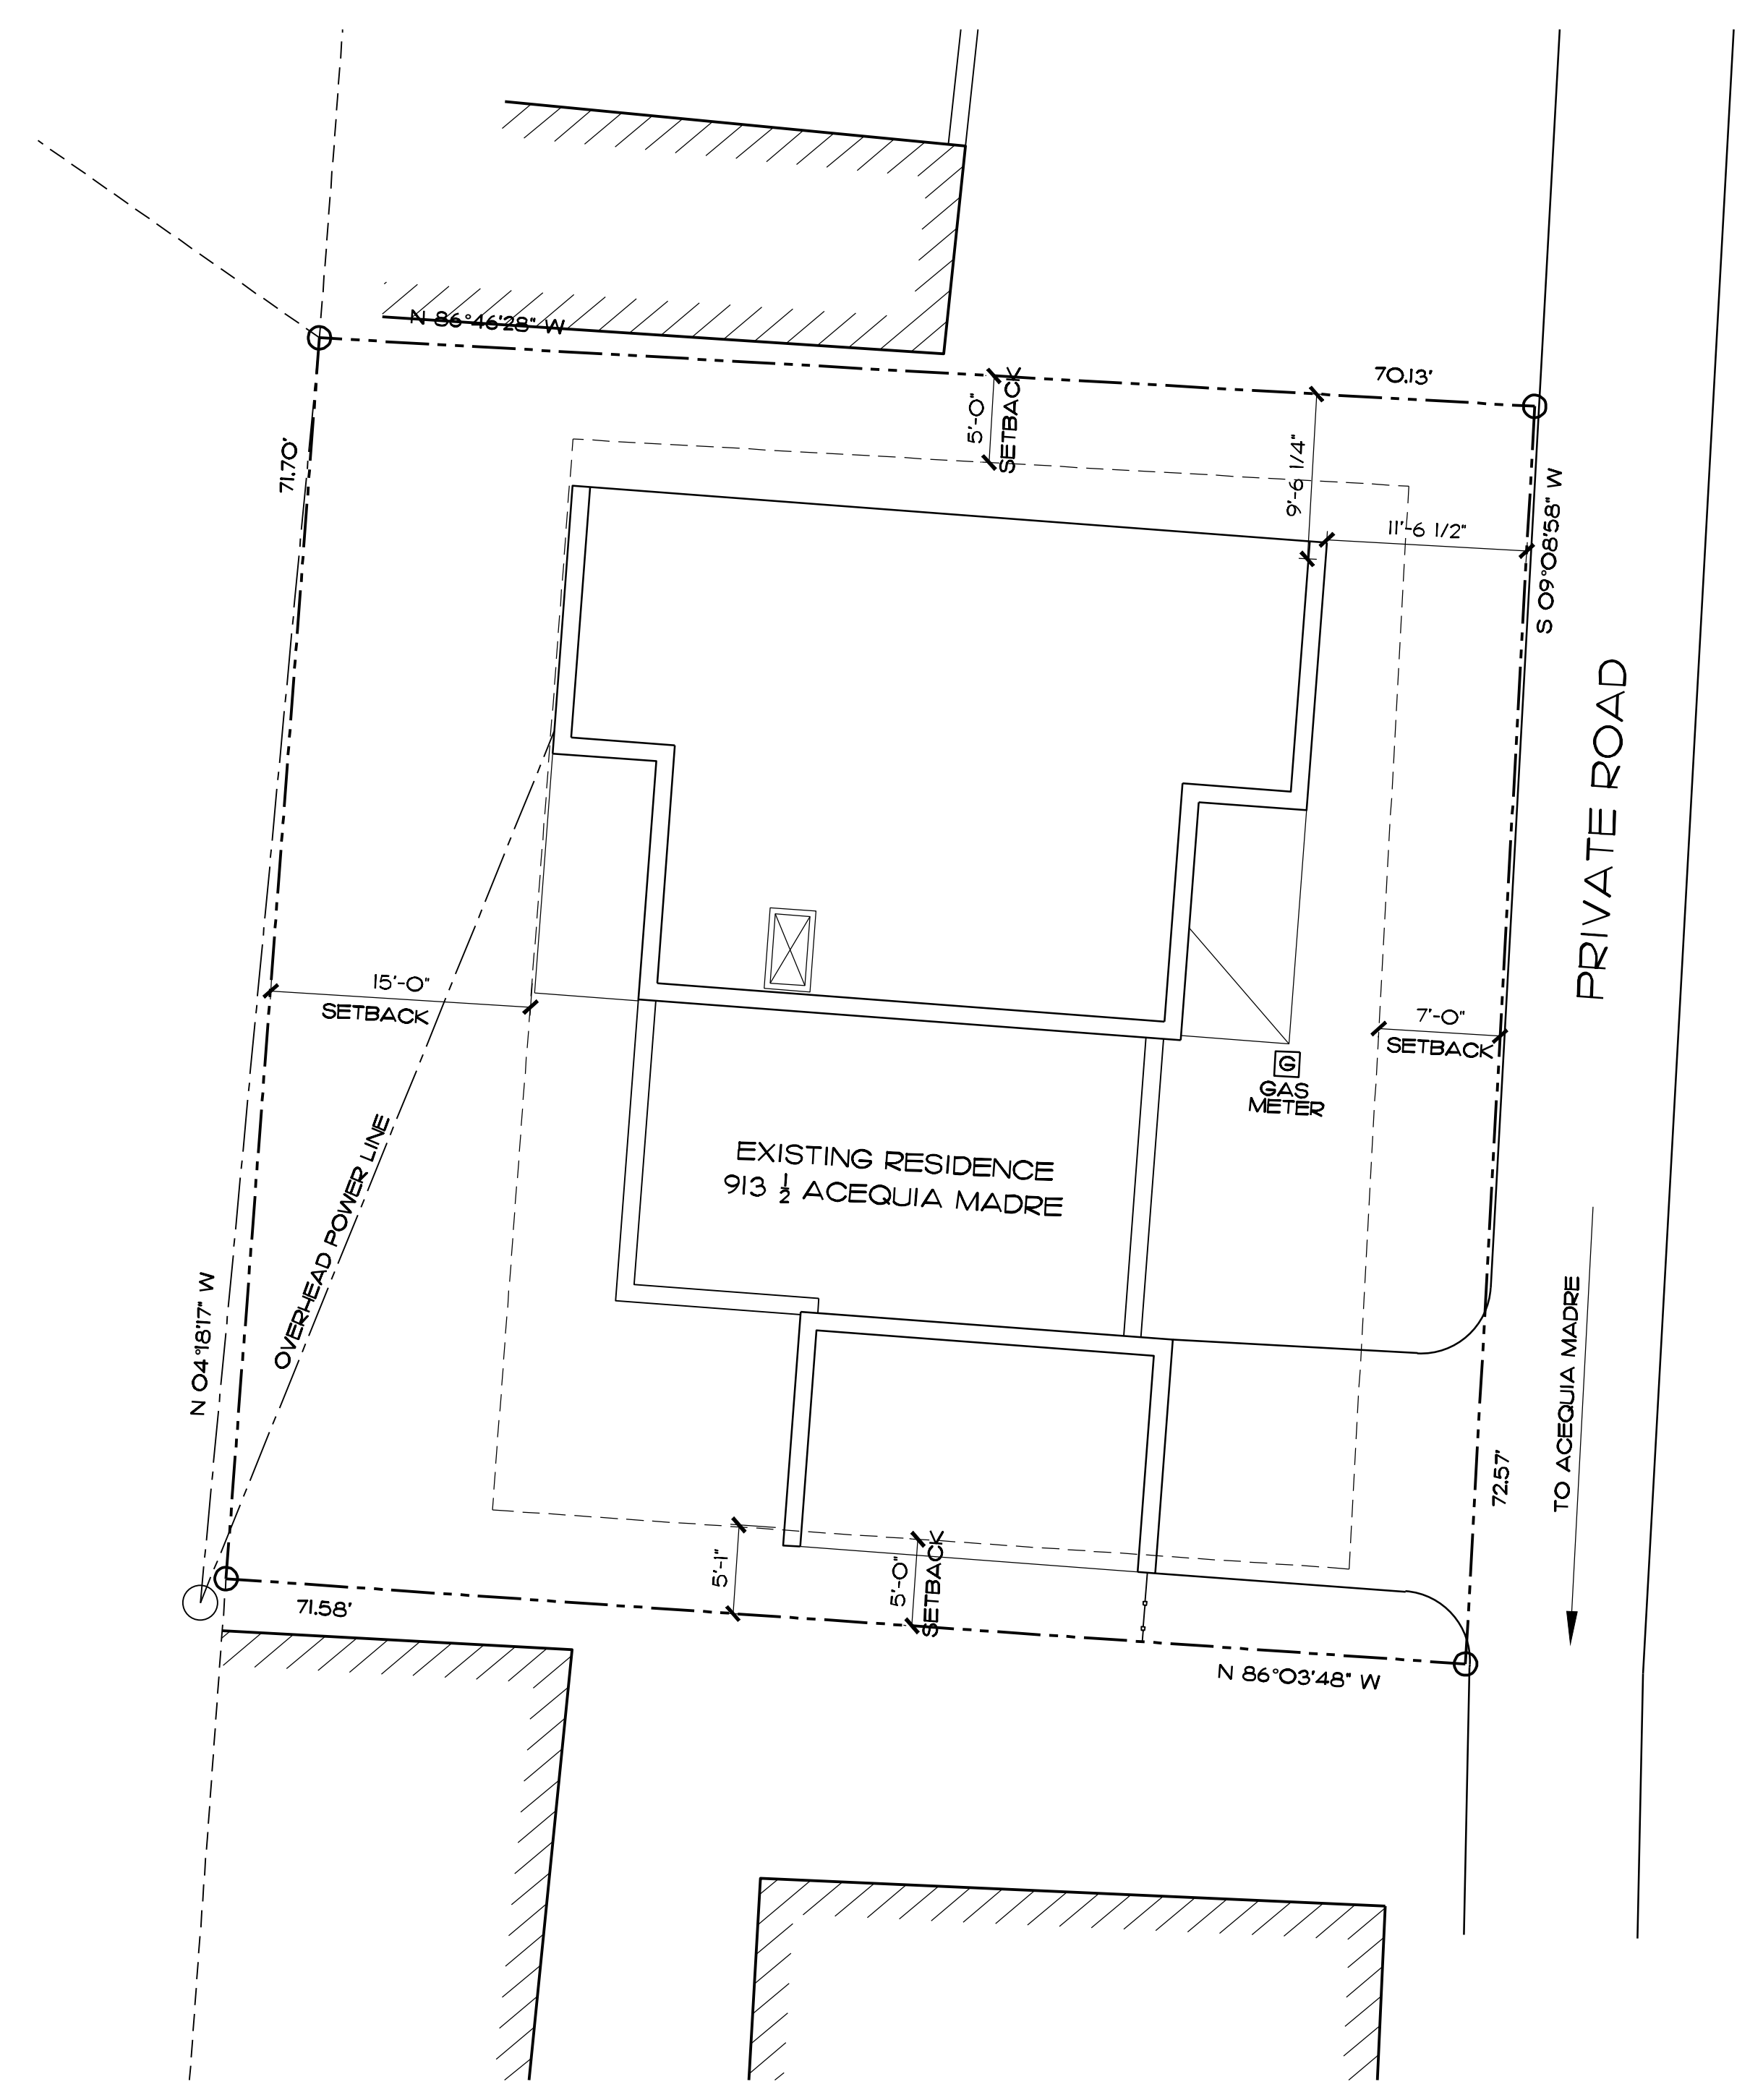 N 86°46'28" W
70.13'
5'-0"
SETBACK
71.70'
9'-6 1/4"
11'-6 1/2"
S 09°08'58" W
PRIVATE ROAD
15'-0"
SETBACK
7'-0"
SETBACK
G
GAS
METER
OVERHEAD POWER LINE
EXISTING RESIDENCE
913 ½ ACEQUIA MADRE
N 04°18'17" W
TO ACEQUIA MADRE
72.57'
5'-1"
5'-0"
SETBACK
71.58'
N 86°03'48" W